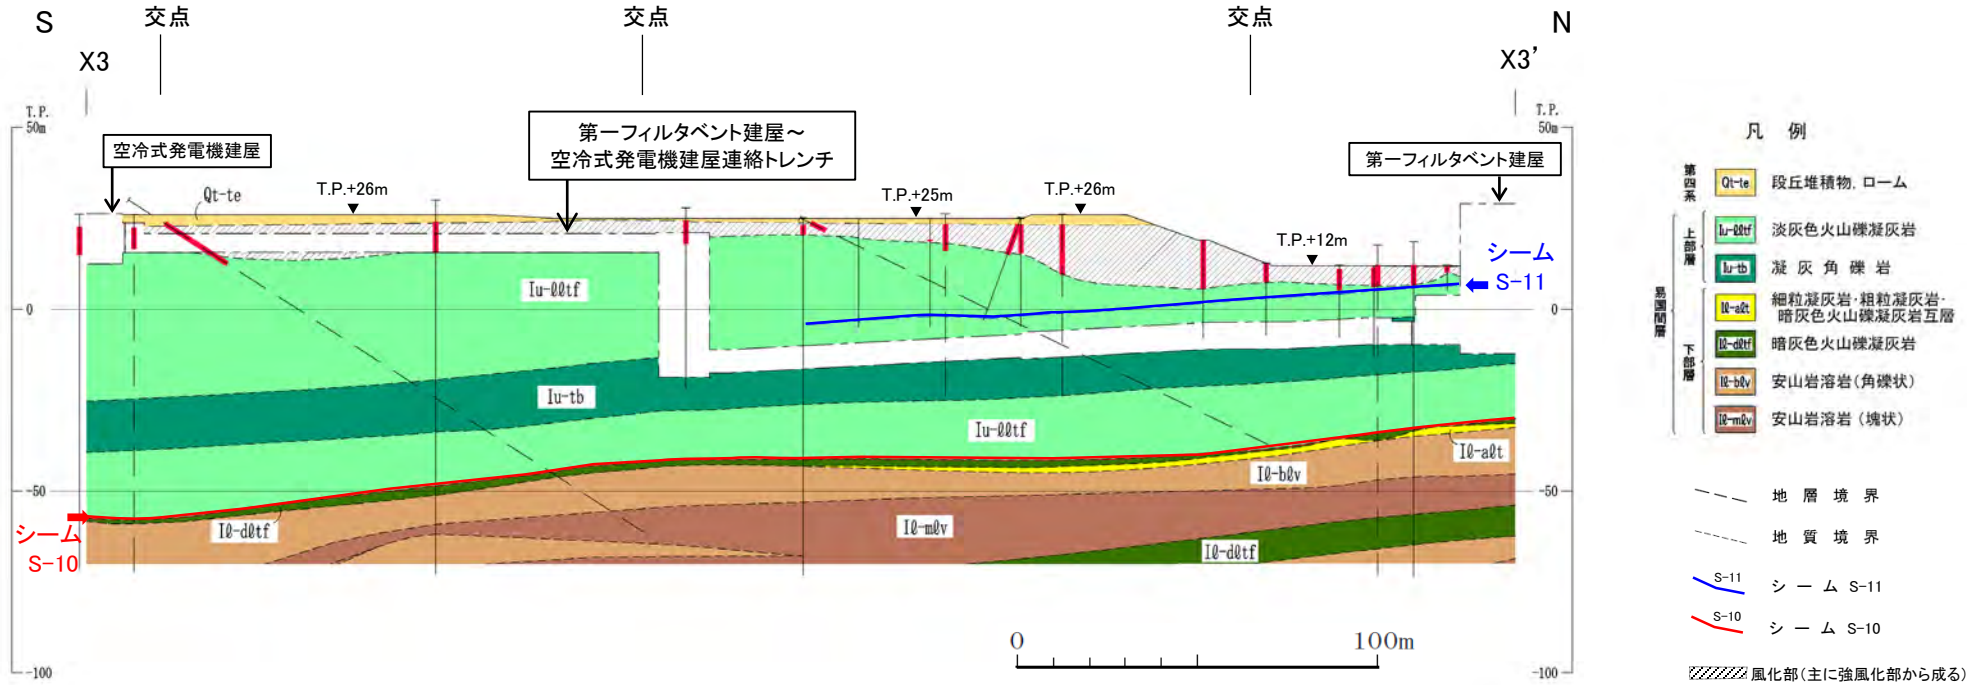 S
交点
交点
交点
N
X3
X3’
T.P.
50m
0
-50
-100
T.P.
50m
0
-50
-100
空冷式発電機建屋
第一フィルタベント建屋～
空冷式発電機建屋連絡トレンチ
第一フィルタベント建屋
Qt-te
T.P.+26m
T.P.+25m
T.P.+26m
T.P.+12m
シーム
S-11
Iu-ℓℓtf
Iu-tb
Iu-ℓℓtf
Iℓ-aℓt
Iℓ-bℓv
Iℓ-mℓv
Iℓ-dℓtf
Iℓ-dℓtf
シーム
S-10
0
100m
凡 例
第四系
Qt-te 段丘堆積物, ローム
易国間層
上部層
Iu-ℓℓtf 淡灰色火山礫凝灰岩
Iu-tb 凝灰角礫岩
下部層
Iℓ-aℓt 細粒凝灰岩・粗粒凝灰岩・
暗灰色火山礫凝灰岩互層
Iℓ-dℓtf 暗灰色火山礫凝灰岩
Iℓ-bℓv 安山岩溶岩(角礫状)
Iℓ-mℓv 安山岩溶岩(塊状)
地層境界
地質境界
S-11 シーム S-11
S-10 シーム S-10
風化部(主に強風化部から成る)